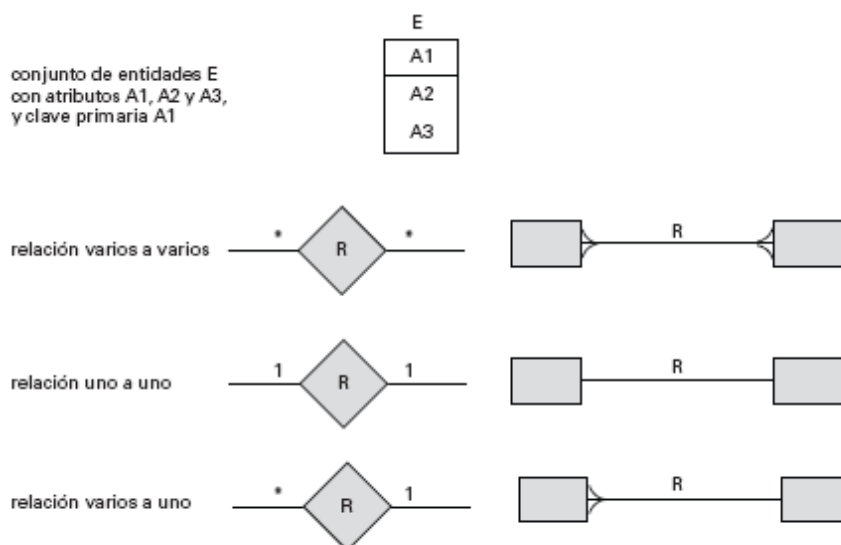 E
A1
conjunto de entidades E
con atributos A1, A2 y A3,
y clave primaria A1
A2
A3
relación varios a varios
* R * R
relación uno a uno
1 R 1 R
relación varios a uno
* R 1 R